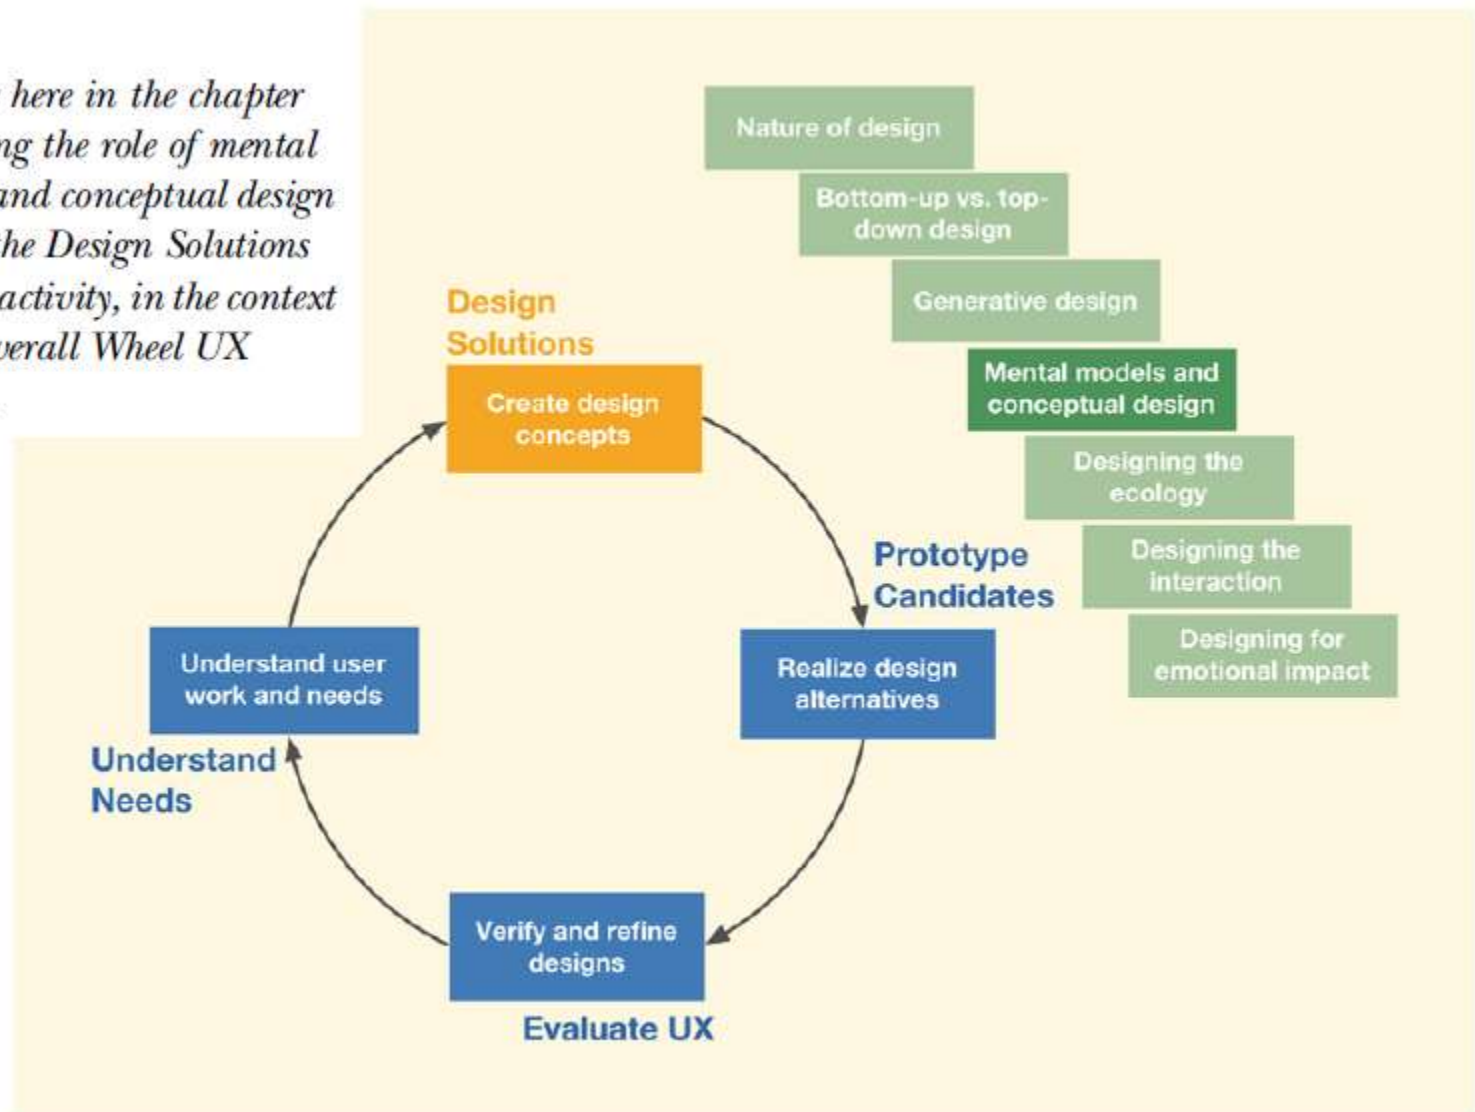 here in the chapter
ng the role of mental
and conceptual design
the Design Solutions
activity, in the context
verall Wheel UX
Nature of design
Bottom-up vs. top-
down design
Generative design
Mental models and
conceptual design
Designing the
ecology
Designing the
interaction
Designing for
emotional impact
Design
Solutions
Create design
concepts
Prototype
Candidates
Realize design
alternatives
Understand user
work and needs
Understand
Needs
Verify and refine
designs
Evaluate UX